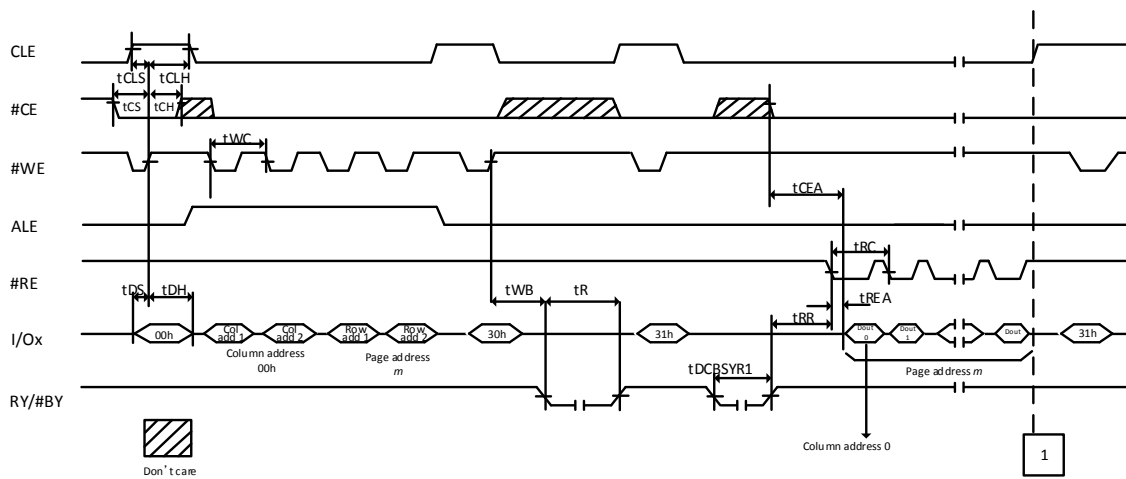 CLE
tCLS tCLH
#CE
tCS tCH
tWC
#WE
tCEA
ALE
tRC
#RE
tDS tDH
tWB tR
tREA
tRR
I/Ox
00h
Col add 1
Col add 2
Row add 1
Row add 2
30h
31h
Dout 0
Dout 1
Dout
31h
Column address
00h
Page address
m
tDCBSYR1
Page address m
RY/#BY
Column address 0
1
Don't care